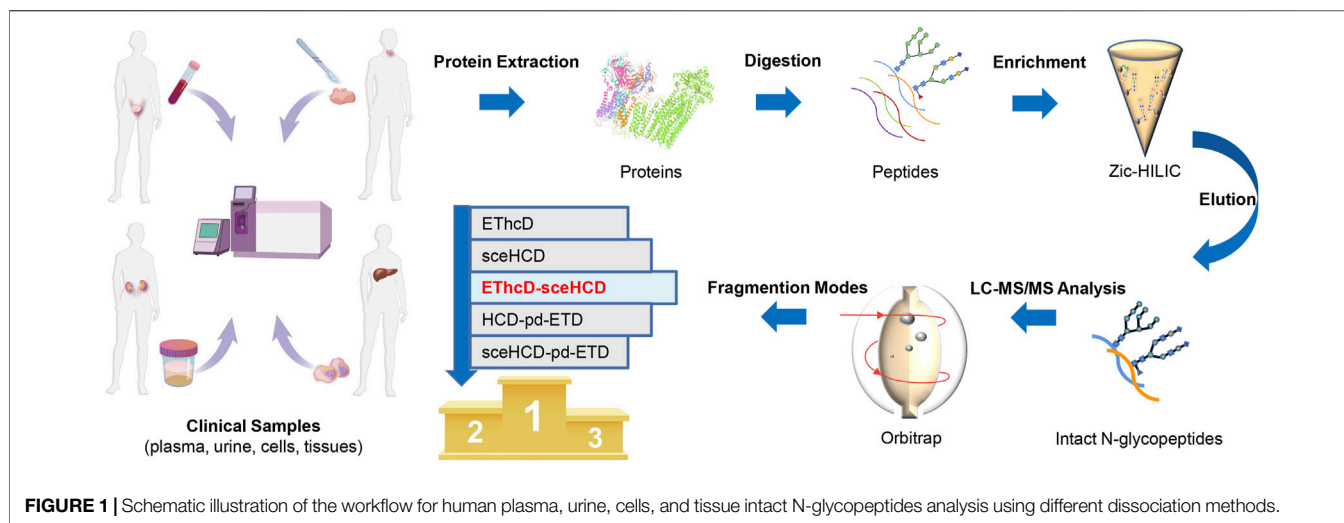 Protein Extraction
Digestion
Enrichment
Proteins
Peptides
Zic-HILIC
Elution
EThcD
sceHCD
EThcD-sceHCD
HCD-pd-ETD
sceHCD-pd-ETD
Fragmention Modes
LC-MS/MS Analysis
1
2
3
Orbitrap
Intact N-glycopeptides
Clinical Samples
(plasma, urine, cells, tissues)
FIGURE 1 | Schematic illustration of the workflow for human plasma, urine, cells, and tissue intact N-glycopeptides analysis using different dissociation methods.